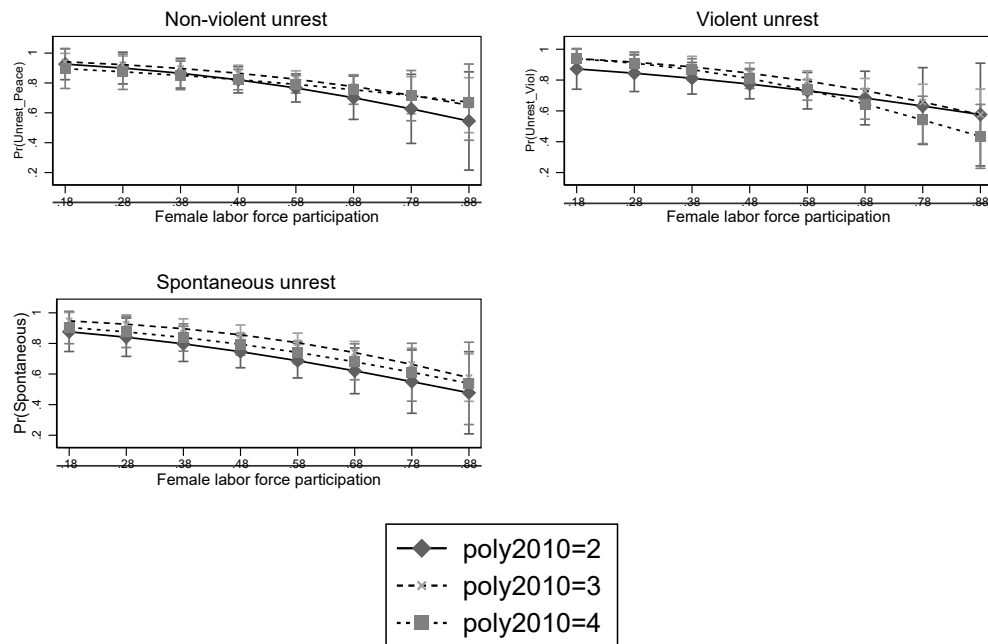 Non-violent unrest
Pr(Unrest_Peace)
1
.8
.6
.4
.2
.18 .28 .38 .48 .58 .68 .78 .88
Female labor force participation
Violent unrest
Pr(Unrest_Viol)
1
.8
.6
.4
.2
.18 .28 .38 .48 .58 .68 .78 .88
Female labor force participation
Spontaneous unrest
Pr(Spontaneous)
1
.8
.6
.4
.2
.18 .28 .38 .48 .58 .68 .78 .88
Female labor force participation
poly2010=2
poly2010=3
poly2010=4